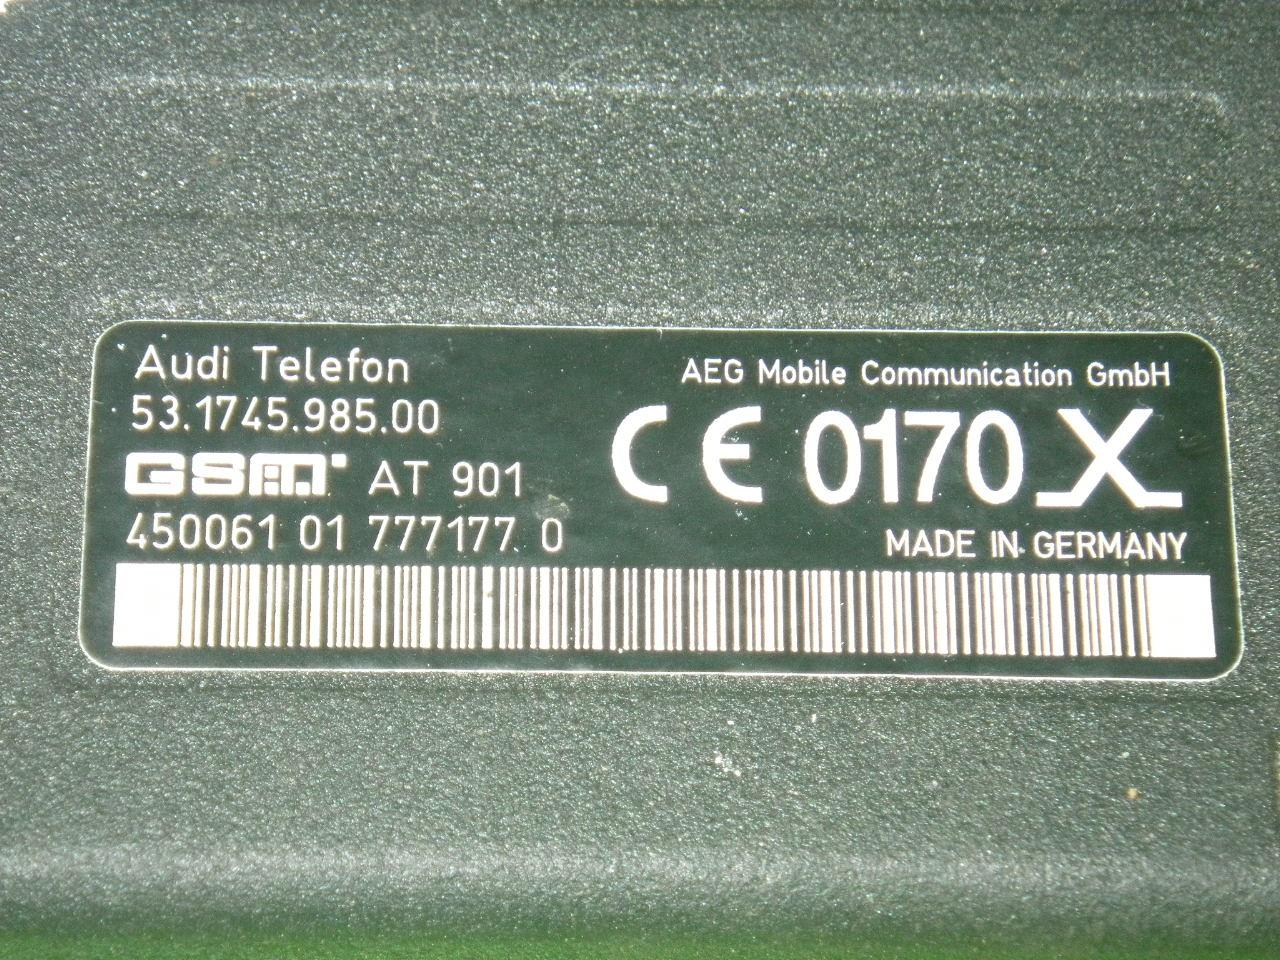 Audi Telefon
53.1745.985.00
GSM AT 901
450061 01 777177 0
AEG Mobile Communication GmbH
CE 0170 X
MADE IN GERMANY